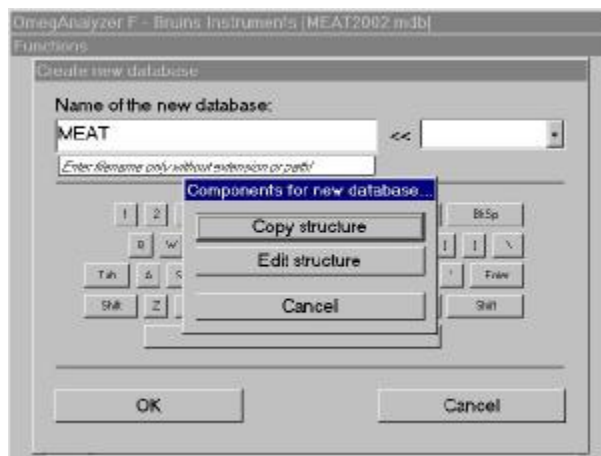 OmegAnalyzer F - Bruins Instruments [MEAT2002.mdb]
Functions
Create new database
Name of the new database:
MEAT <<
Enter filename only without extension or path!
Components for new database...
1 2 Copy structure BkSp
Q W Edit structure [ ] \
Tab A S ' Enter
Shift Z Cancel Shift
OK Cancel